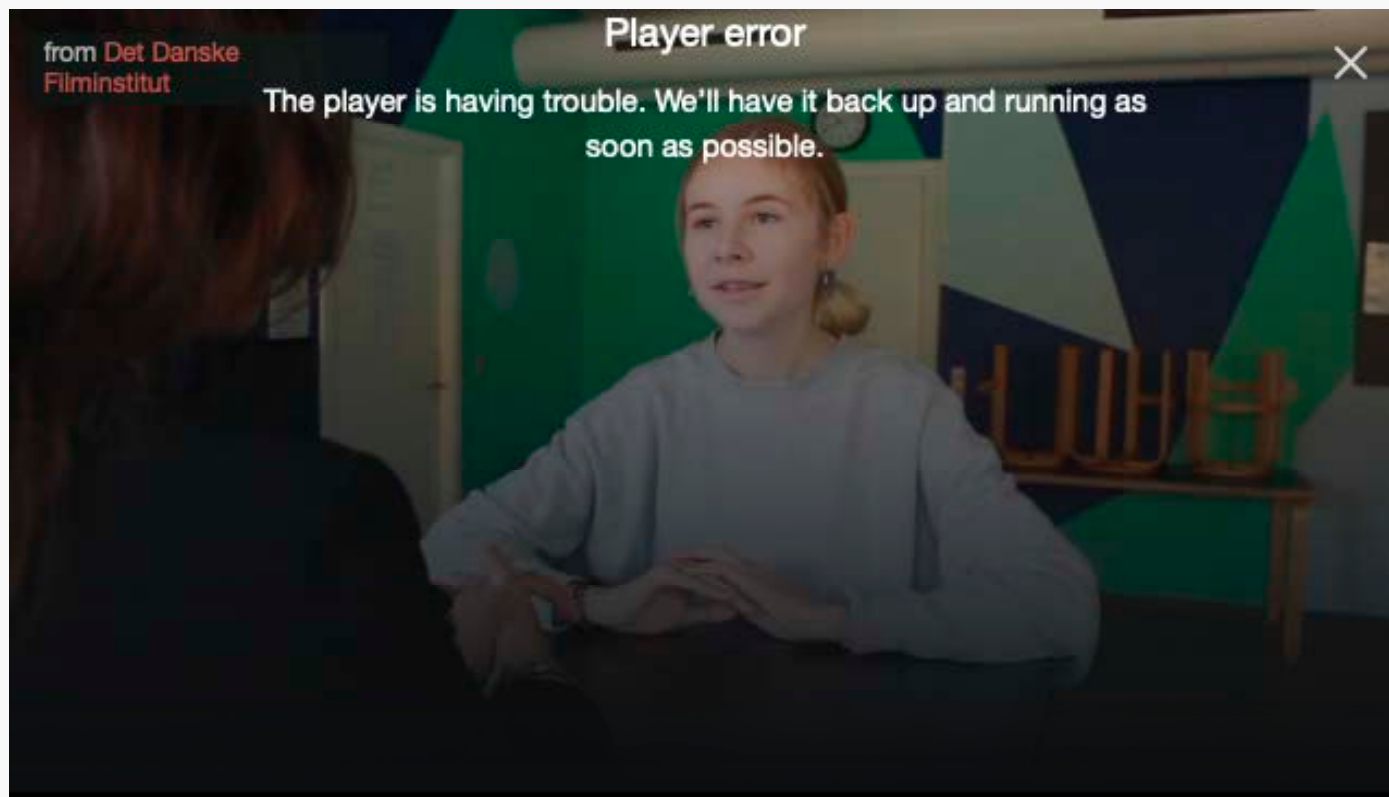 Player error
from Det Danske
Filminstitut
The player is having trouble. We'll have it back up and running as
soon as possible.